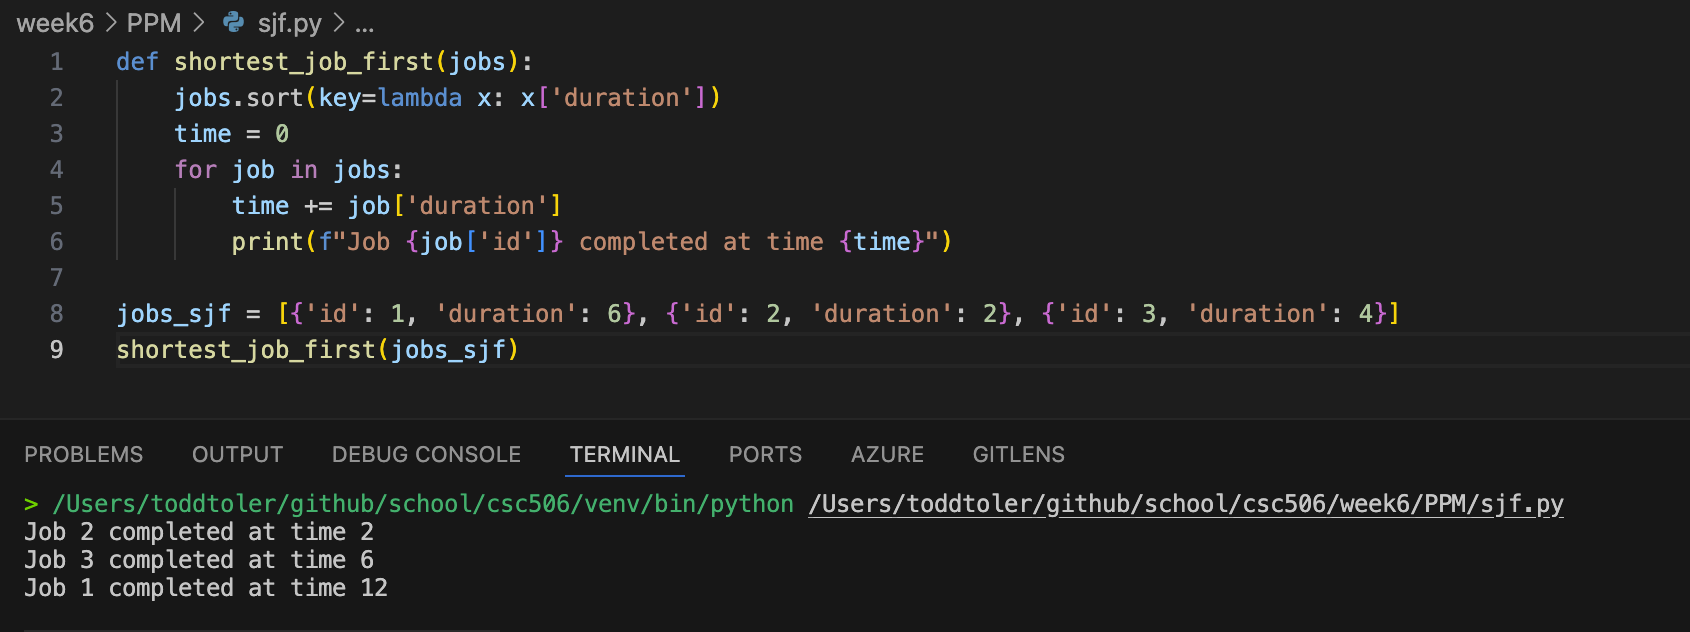 week6 > PPM > sjf.py > ...
1 def shortest_job_first(jobs):
2     jobs.sort(key=lambda x: x['duration'])
3     time = 0
4     for job in jobs:
5         time += job['duration']
6         print(f"Job {job['id']} completed at time {time}")
7
8 jobs_sjf = [{'id': 1, 'duration': 6}, {'id': 2, 'duration': 2}, {'id': 3, 'duration': 4}]
9 shortest_job_first(jobs_sjf)
PROBLEMS OUTPUT DEBUG CONSOLE TERMINAL PORTS AZURE GITLENS
> /Users/toddtoler/github/school/csc506/venv/bin/python /Users/toddtoler/github/school/csc506/week6/PPM/sjf.py
Job 2 completed at time 2
Job 3 completed at time 6
Job 1 completed at time 12